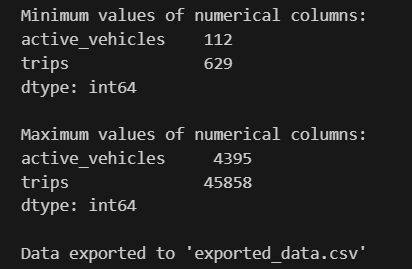 Minimum values of numerical columns:
active_vehicles    112
trips              629
dtype: int64

Maximum values of numerical columns:
active_vehicles     4395
trips              45858
dtype: int64

Data exported to 'exported_data.csv'